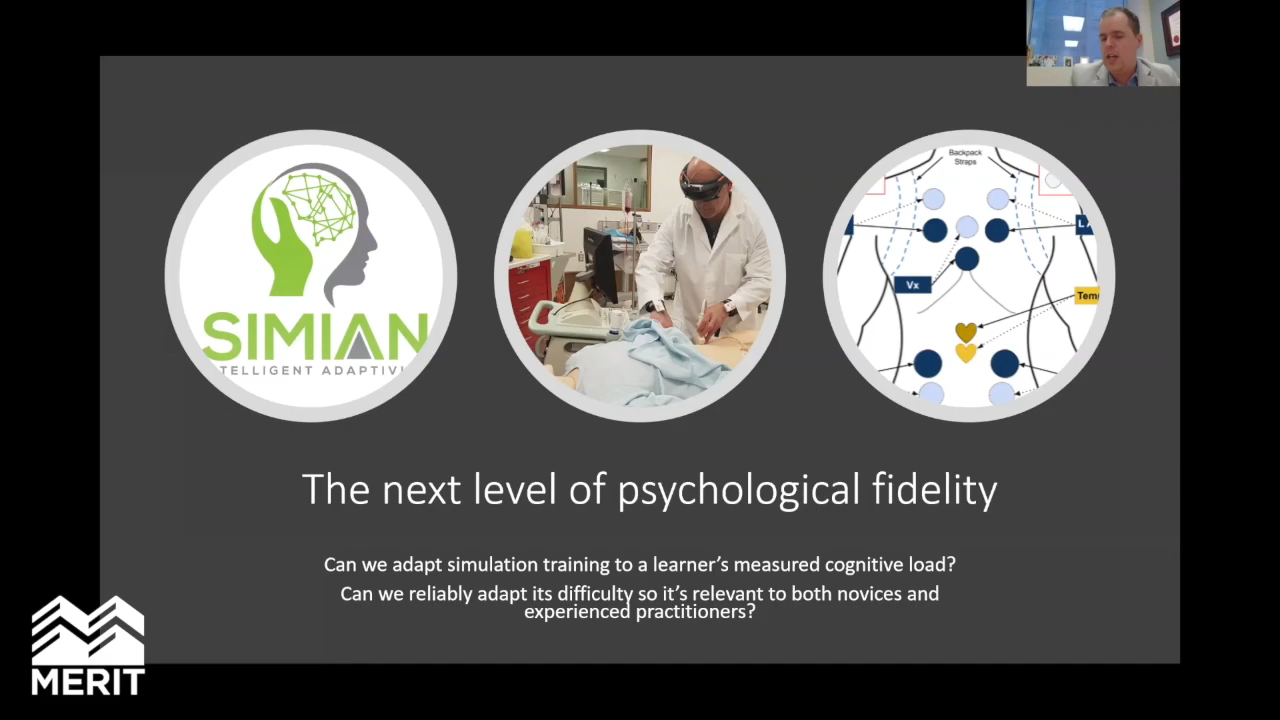 Backpack
Straps
L
Vx
Tem
SIMIAN
TELLIGENT ADAPTIV
The next level of psychological fidelity
Can we adapt simulation training to a learner's measured cognitive load?
Can we reliably adapt its difficulty so it's relevant to both novices and
experienced practitioners?
MERIT